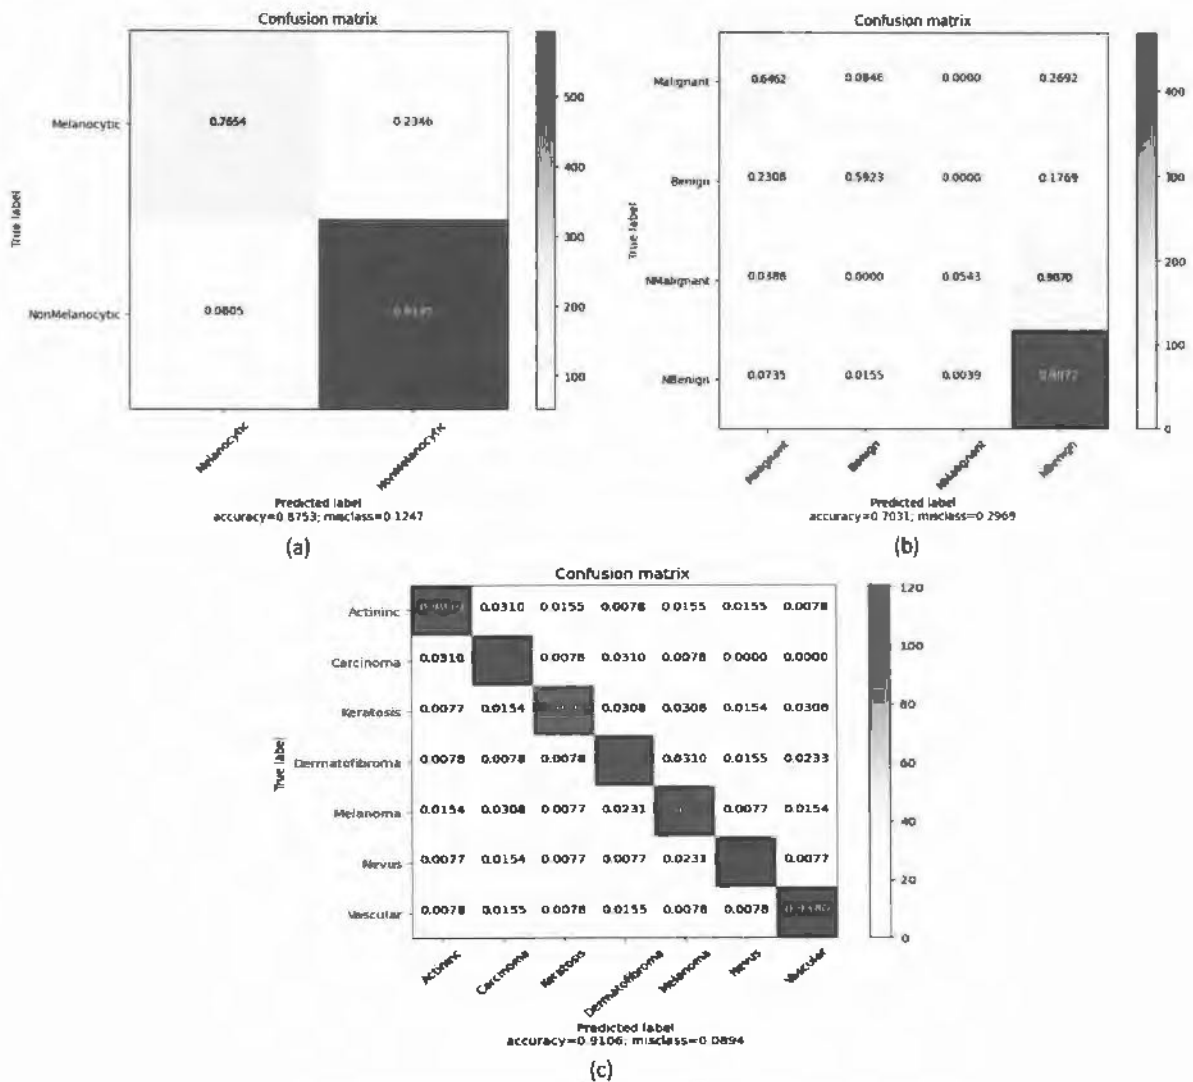 Confusion matrix
Melanocytic 0.7654 0.2346
NonMelanocytic 0.0805
True label
Melanocytic NonMelanocytic
Predicted label
accuracy=0.8753; misclass=0.1247
500
400
300
200
100
(a)
Confusion matrix
Malignant 0.6462 0.0846 0.0000 0.2692
Benign 0.2308 0.5923 0.0000 0.1769
NMalignant 0.0388 0.0000 0.0543 0.9070
NBenign 0.0735 0.0155 0.0039
True label
Malignant Benign NMalignant NBenign
Predicted label
accuracy=0.7031; misclass=0.2969
400
200
100
0
(b)
Confusion matrix
Actininc 0.0310 0.0155 0.0078 0.0155 0.0155 0.0078
Carcinoma 0.0310 0.0078 0.0310 0.0078 0.0000 0.0000
Keratosis 0.0077 0.0154 0.0308 0.0308 0.0154 0.0308
Dermatofibroma 0.0078 0.0078 0.0078 0.0310 0.0155 0.0233
Melanoma 0.0154 0.0308 0.0077 0.0231 0.0077 0.0154
Nevus 0.0077 0.0154 0.0077 0.0077 0.0231 0.0077
Vascular 0.0078 0.0155 0.0078 0.0155 0.0078 0.0078
True label
Actininc Carcinoma Keratosis Dermatofibroma Melanoma Nevus Vascular
Predicted label
accuracy=0.9106; misclass=0.0894
120
100
80
60
40
20
0
(c)